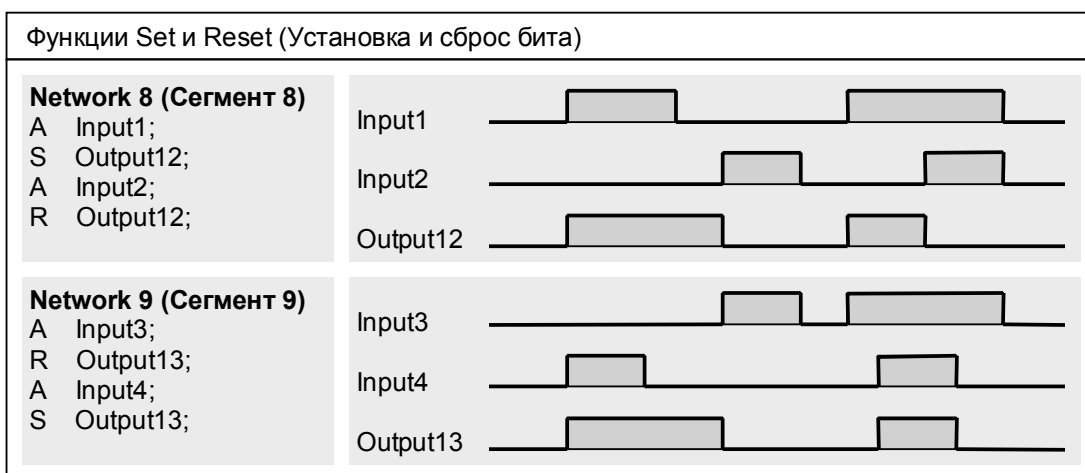 Функции Set и Reset (Установка и сброс бита)
Network 8 (Сегмент 8)
A Input1;
S Output12;
A Input2;
R Output12;
Input1
Input2
Output12
Network 9 (Сегмент 9)
A Input3;
R Output13;
A Input4;
S Output13;
Input3
Input4
Output13